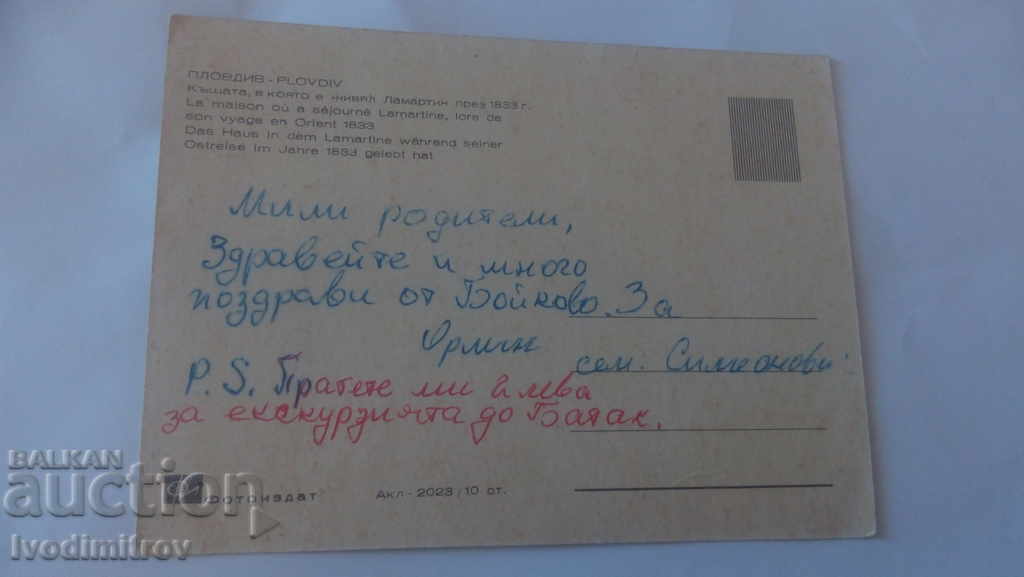 ПЛОВДИВ - PLOVDIV
Къщата, в която е живял Ламартин през 1833 г.
La maison où a séjourné Lamartine, lors de
son vyage en Orient 1833
Das Haus in dem Lamartine während seiner
Ostreise im Jahre 1833 gelebt hat
Мили родители,
Здравейте и много
поздрави от Бойково. За
Орлин сем. Симеонови
P.S. Пратете ми 2 лева
за екскурзията до Батак.
Фотоиздат Акл - 2023 / 10 ст.
BALKAN
auction
Ivodimitrov